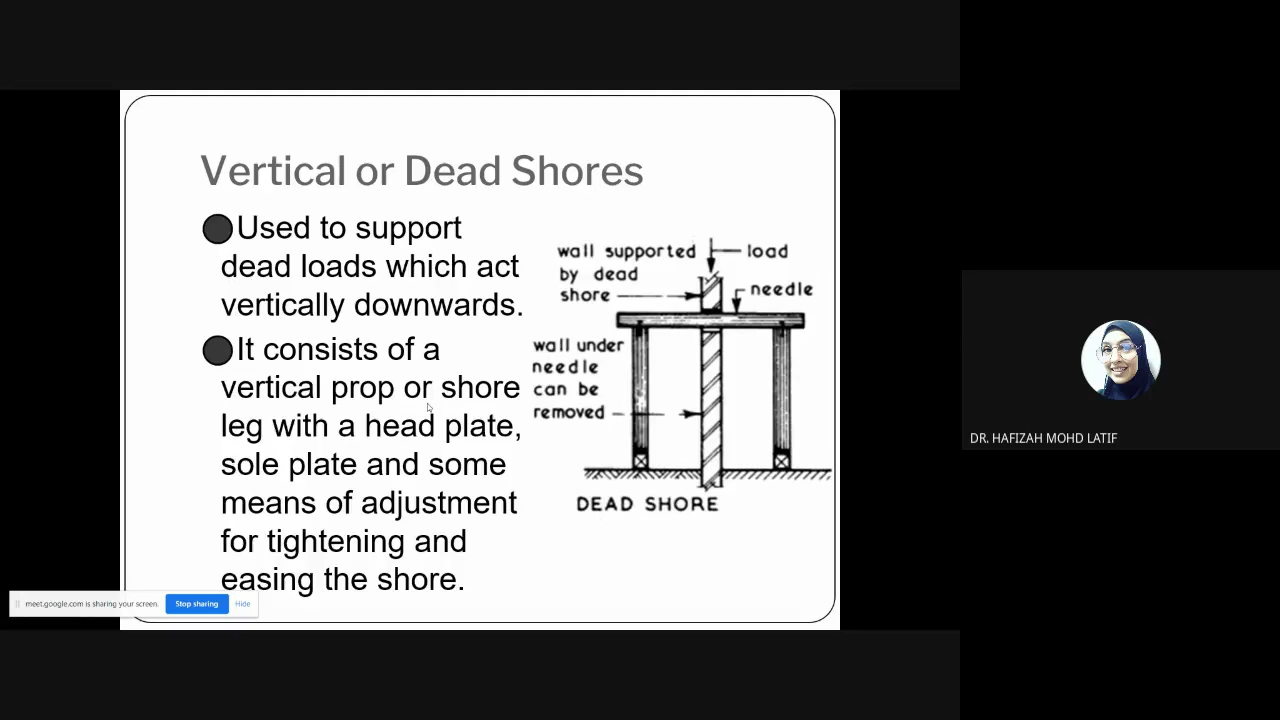 Vertical or Dead Shores
Used to support
dead loads which act
vertically downwards.
It consists of a
vertical prop or shore
leg with a head plate,
sole plate and some
means of adjustment
for tightening and
easing the shore.
wall supported
by dead
shore
load
needle
wall under
needle
can be
removed
DEAD SHORE
meet.google.com is sharing your screen.
Stop sharing
Hide
DR. HAFIZAH MOHD LATIF